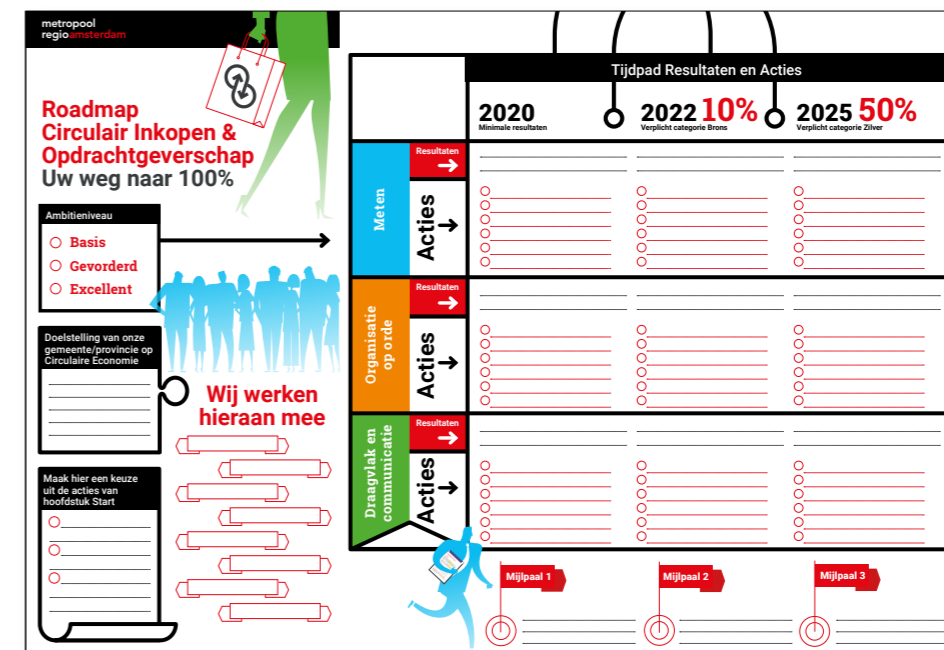 metropool
regioamsterdam
Roadmap
Circulair Inkopen &
Opdrachtgeverschap
Uw weg naar 100%
Ambitieniveau
Basis
Gevorderd
Excellent
Doelstelling van onze
gemeente/provincie op
Circulaire Economie
Wij werken
hieraan mee
Maak hier een keuze
uit de acties van
hoofdstuk Start
Tijdpad Resultaten en Acties
2020
Minimale resultaten
2022 10%
Verplicht categorie Brons
2025 50%
Verplicht categorie Zilver
Meten
Resultaten
Acties
Organisatie
op orde
Resultaten
Acties
Draagvlak en
communicatie
Resultaten
Acties
Mijlpaal 1
Mijlpaal 2
Mijlpaal 3